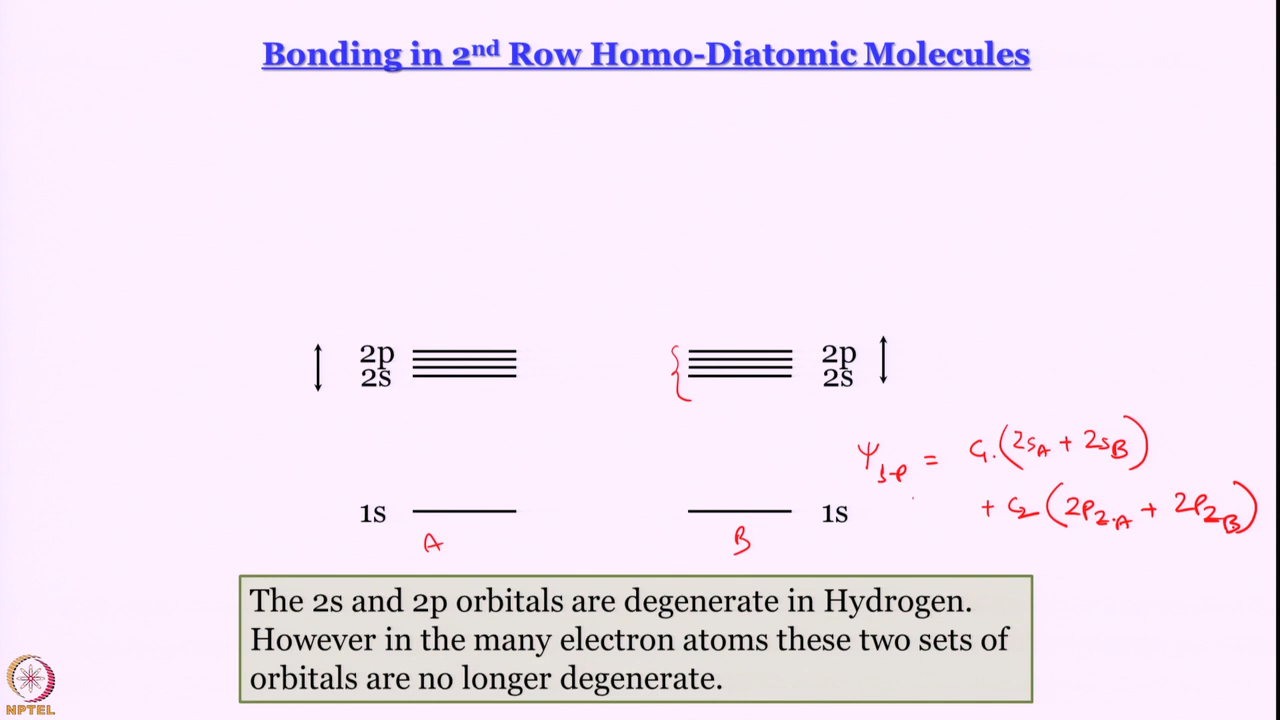 Bonding in 2nd Row Homo-Diatomic Molecules
2p 2p
2s 2s
Ψs-p = C1.(2sA + 2sB)
+ C2 (2pz.A + 2pzB)
1s 1s
A B
The 2s and 2p orbitals are degenerate in Hydrogen.
However in the many electron atoms these two sets of
orbitals are no longer degenerate.
NPTEL